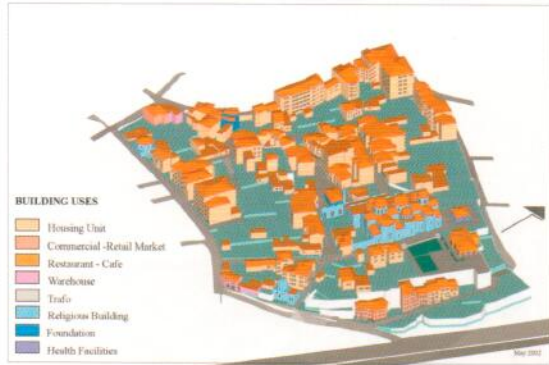 BUILDING USES
Housing Unit
Commercial -Retail Market
Restaurant - Cafe
Warehouse
Trafo
Religious Building
Foundation
Health Facilities
May 2002